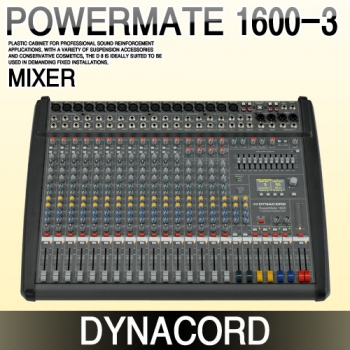 POWERMATE 1600-3
PLASTIC CABINET FOR PROFESSIONAL SOUND REINFORCEMENT
APPLICATIONS, WITH A VARIETY OF SUSPENSION ACCESSORIES
AND CONSERVATIVE COSMETICS, THE D 8 IS IDEALLY SUITED TO BE
USED IN DEMANDING FIXED INSTALLATIONS.
MIXER
DYNACORD
DYNACORD